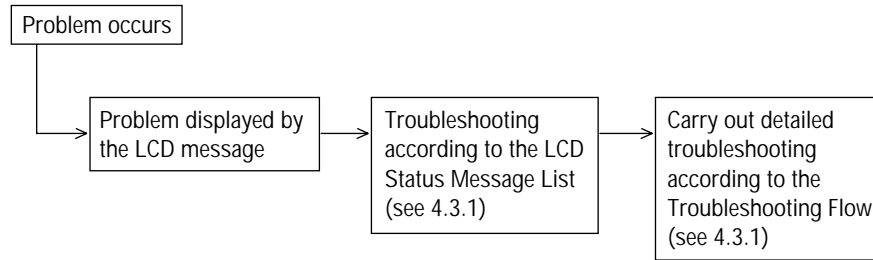 Problem occurs
Problem displayed by
the LCD message
Troubleshooting
according to the LCD
Status Message List
(see 4.3.1)
Carry out detailed
troubleshooting
according to the
Troubleshooting Flow
(see 4.3.1)